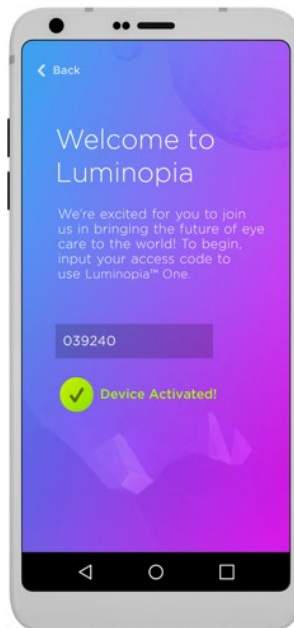 Back
Welcome to
Luminopia
We're excited for you to join
us in bringing the future of eye
care to the world! To begin,
input your access code to
use Luminopia™ One.
039240
Device Activated!